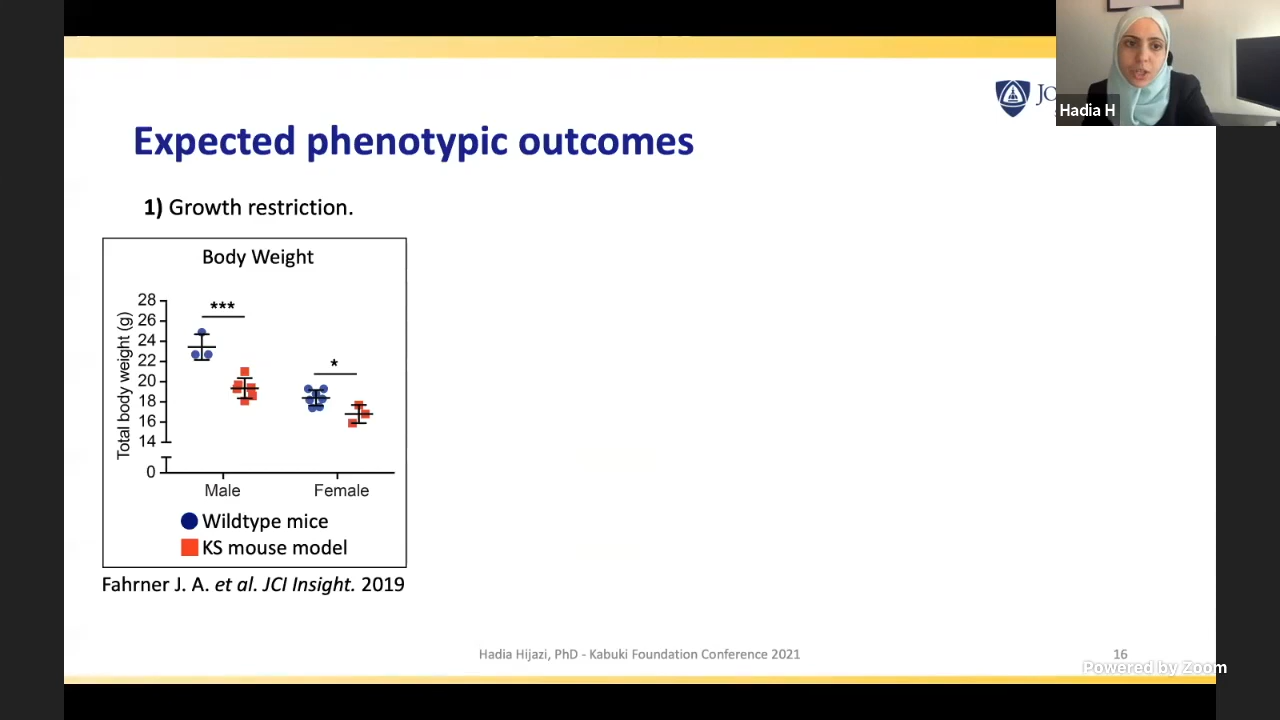 JO
Hadia H
Expected phenotypic outcomes
1) Growth restriction.
Body Weight
Total body weight (g)
28
26
24
22
20
18
16
14
0
***
*
Male
Female
Wildtype mice
KS mouse model
Fahrner J. A. et al. JCI Insight. 2019
Hadia Hijazi, PhD - Kabuki Foundation Conference 2021
16
Powered by Zoom